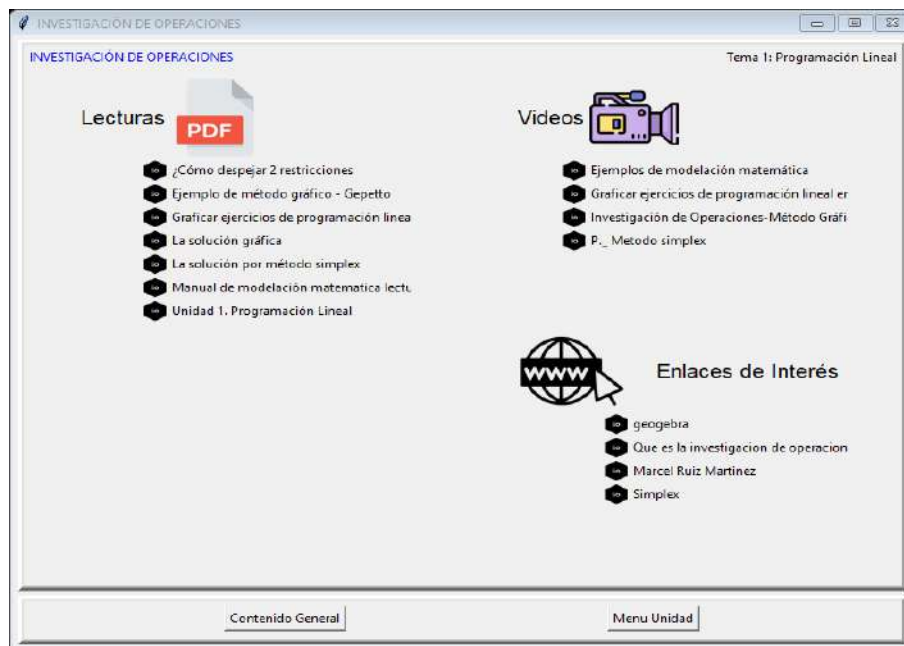 INVESTIGACIÓN DE OPERACIONES
INVESTIGACIÓN DE OPERACIONES
Tema 1: Programación Lineal
Lecturas
PDF
¿Cómo despejar 2 restricciones
Ejemplo de método gráfico - Gepetto
Graficar ejercicios de programación linea
La solución gráfica
La solución por método simplex
Manual de modelación matematica lectu
Unidad 1. Programación Lineal
Videos
Ejemplos de modelación matemática
Graficar ejercicios de programación lineal er
Investigación de Operaciones-Método Gráfi
P._ Metodo simplex
www
Enlaces de Interés
geogebra
Que es la investigacion de operacion
Marcel Ruiz Martinez
Simplex
Contenido General
Menu Unidad